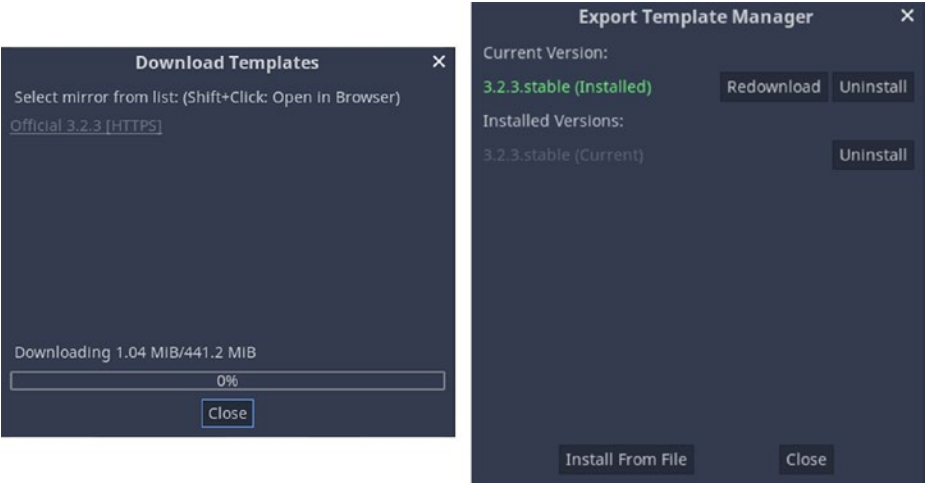 Download Templates
Select mirror from list: (Shift+Click: Open in Browser)
Official 3.2.3 [HTTPS]
Downloading 1.04 MiB/441.2 MiB
0%
Close
Export Template Manager
Current Version:
3.2.3.stable (Installed) Redownload Uninstall
Installed Versions:
3.2.3.stable (Current) Uninstall
Install From File Close